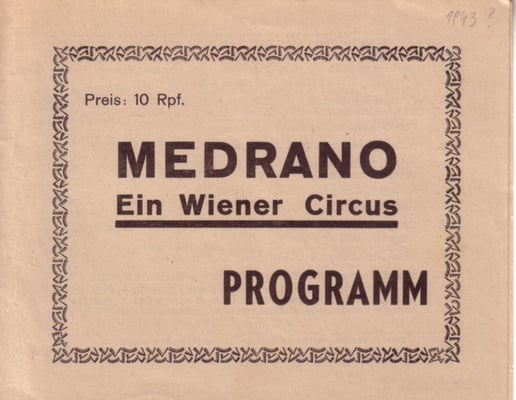 1943?
Preis: 10 Rpf.
MEDRANO
Ein Wiener Circus
PROGRAMM